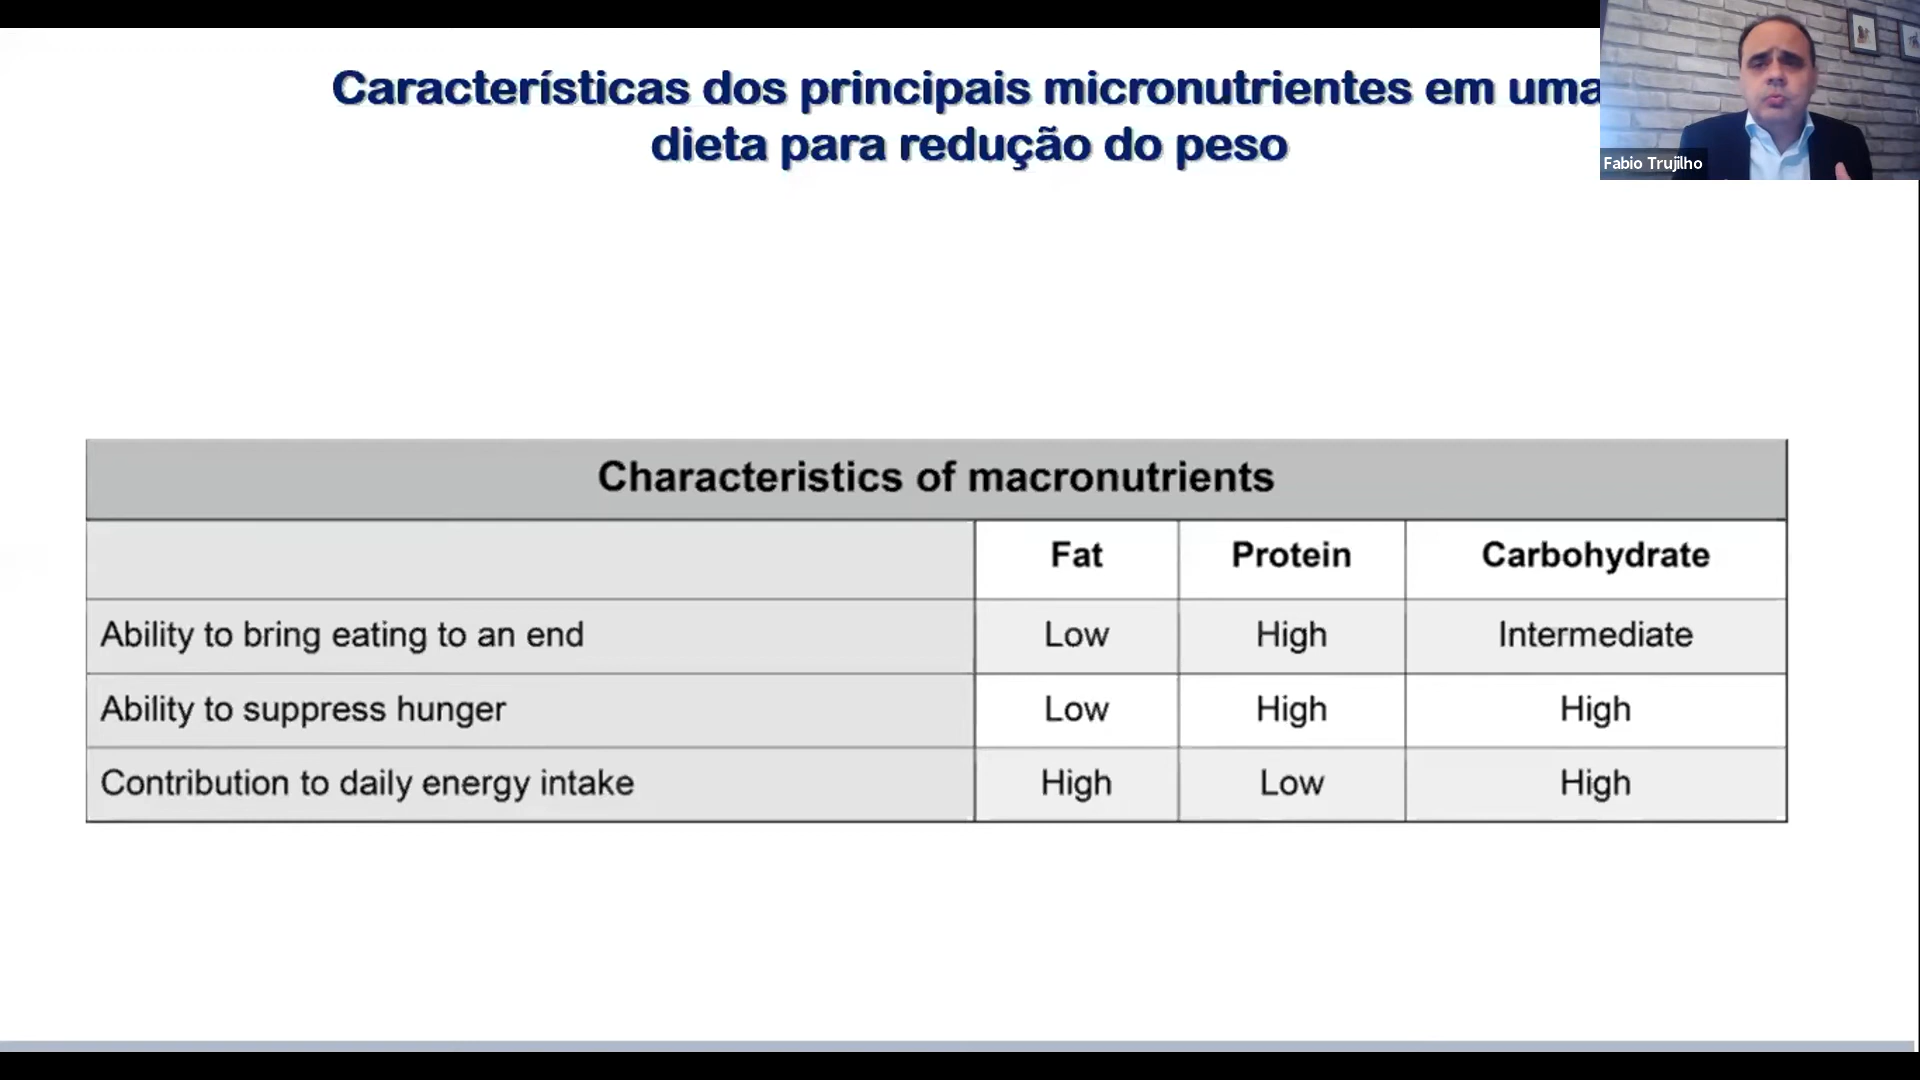 Características dos principais micronutrientes em uma
dieta para redução do peso
Fabio Trujilho
Characteristics of macronutrients
Fat Protein Carbohydrate
Ability to bring eating to an end Low High Intermediate
Ability to suppress hunger Low High High
Contribution to daily energy intake High Low High